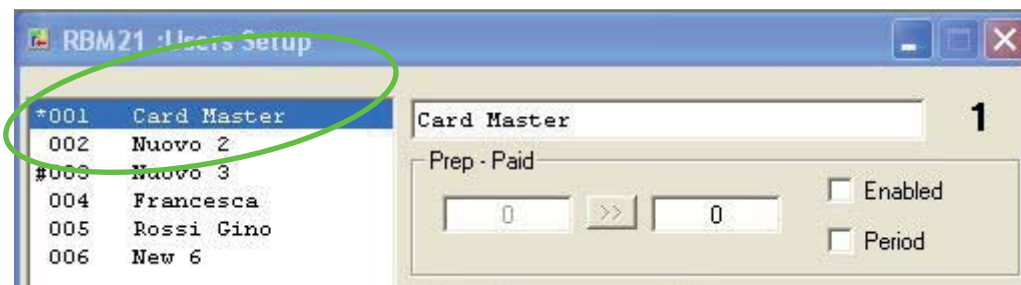 RBM21 :Users Setup
*001 Card Master
002 Nuovo 2
#003 Nuovo 3
004 Francesca
005 Rossi Gino
006 New 6
Card Master
1
Prep - Paid
0 >> 0
Enabled
Period